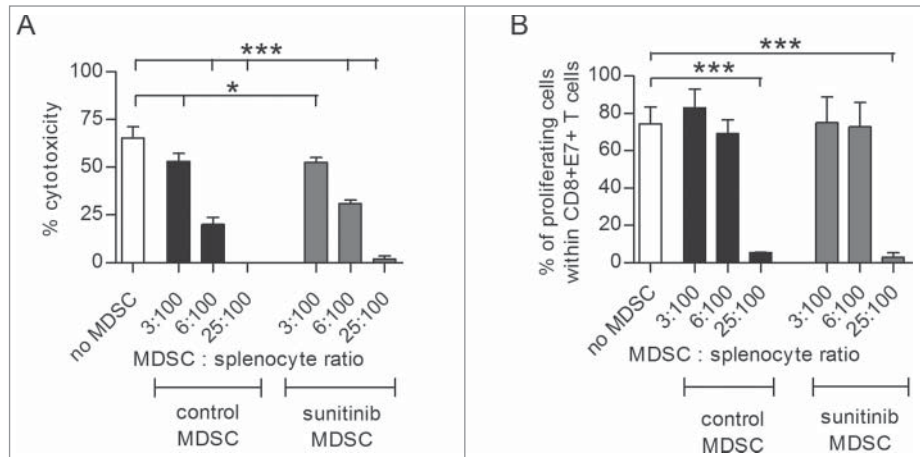 A
***
*
100
75
50
25
0
% cytotoxicity
no MDSC
3:100
6:100
25:100
3:100
6:100
25:100
MDSC : splenocyte ratio
control
MDSC
sunitinib
MDSC
B
***
***
100
80
60
40
20
0
% of proliferating cells
within CD8+E7+ T cells
no MDSC
3:100
6:100
25:100
3:100
6:100
25:100
MDSC : splenocyte ratio
control
MDSC
sunitinib
MDSC